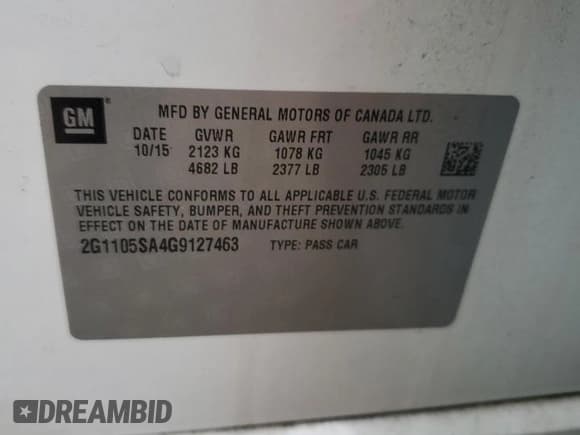 GM ®
MFD BY GENERAL MOTORS OF CANADA LTD.
DATE GVWR GAWR FRT GAWR RR
10/15 2123 KG 1078 KG 1045 KG
4682 LB 2377 LB 2305 LB
THIS VEHICLE CONFORMS TO ALL APPLICABLE U.S. FEDERAL MOTOR
VEHICLE SAFETY, BUMPER, AND THEFT PREVENTION STANDARDS IN
EFFECT ON THE DATE OF MANUFACTURE SHOWN ABOVE.
2G1105SA4G9127463 TYPE: PASS CAR
DREAMBID